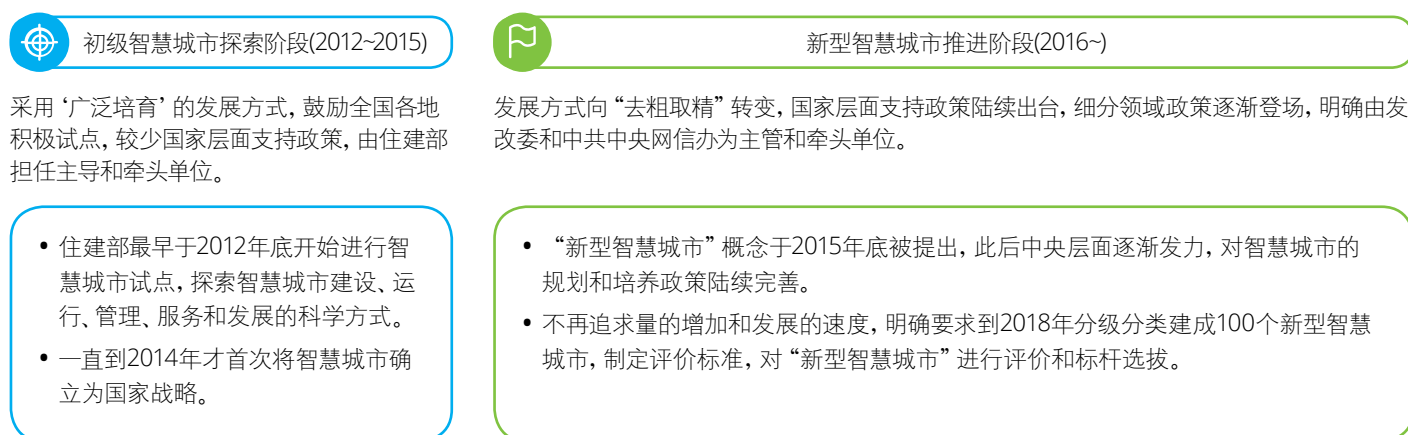 初级智慧城市探索阶段(2012~2015)
采用‘广泛培育’的发展方式，鼓励全国各地
积极试点，较少国家层面支持政策，由住建部
担任主导和牵头单位。
• 住建部最早于2012年底开始进行智
慧城市试点，探索智慧城市建设、运
行、管理、服务和发展的科学方式。
• 一直到2014年才首次将智慧城市确
立为国家战略。
新型智慧城市推进阶段(2016~)
发展方式向“去粗取精”转变，国家层面支持政策陆续出台，细分领域政策逐渐登场，明确由发
改委和中共中央网信办为主管和牵头单位。
• “新型智慧城市”概念于2015年底被提出，此后中央层面逐渐发力，对智慧城市的
规划和培养政策陆续完善。
• 不再追求量的增加和发展的速度，明确要求到2018年分级分类建成100个新型智慧
城市，制定评价标准，对“新型智慧城市”进行评价和标杆选拔。